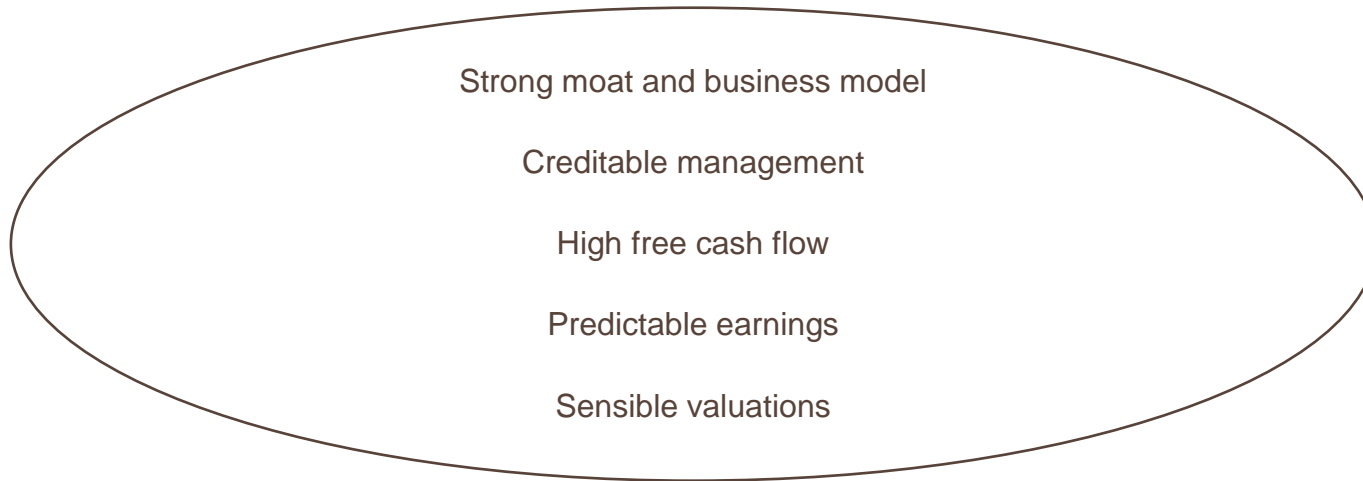 Strong moat and business model
Creditable management
High free cash flow
Predictable earnings
Sensible valuations